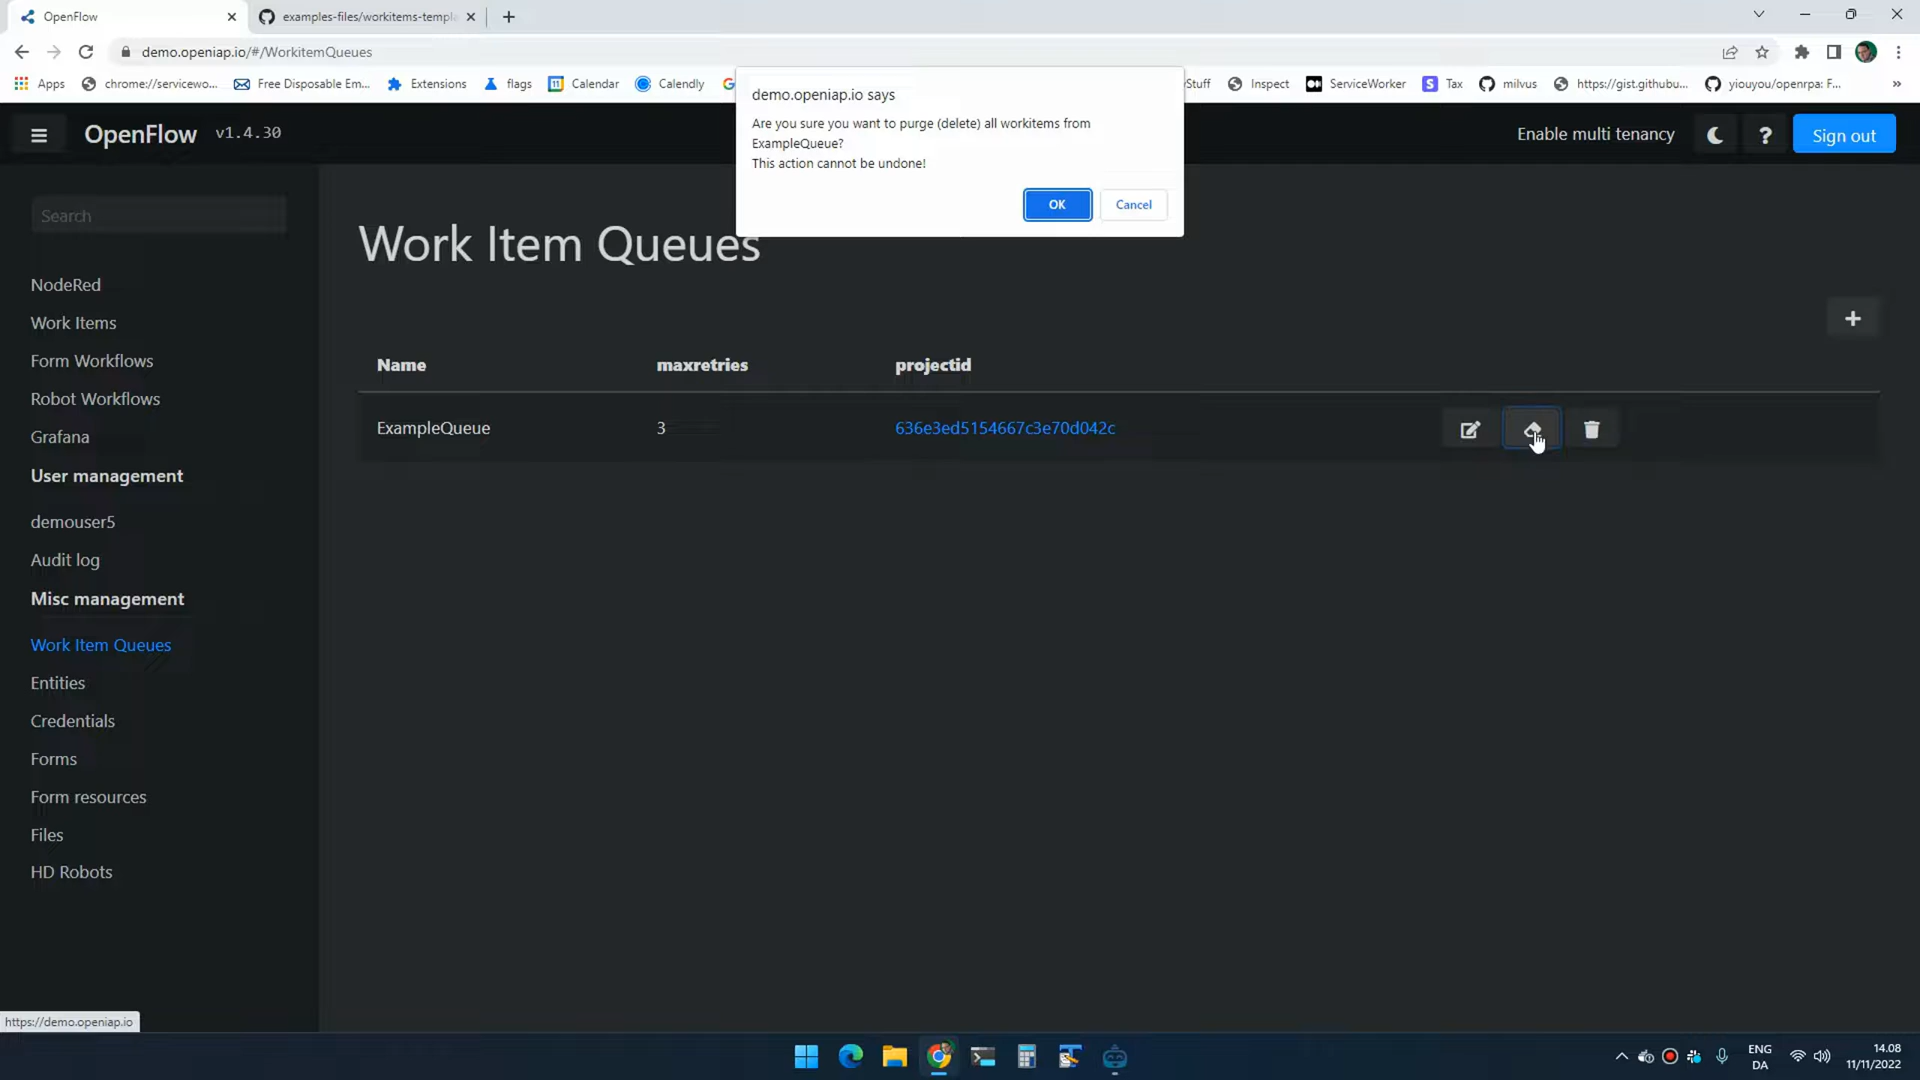 OpenFlow
examples-files/workitems-templa
demo.openiap.io/#/WorkitemQueues
Apps
chrome://servicewo...
Free Disposable Em...
Extensions
flags
Calendar
Calendly
Stuff
Inspect
ServiceWorker
Tax
milvus
https://gist.githubu...
yiouyou/openrpa: F...
»
demo.openiap.io says
Are you sure you want to purge (delete) all workitems from
ExampleQueue?
This action cannot be undone!
OK
Cancel
OpenFlow v1.4.30
Enable multi tenancy
?
Sign out
Search
NodeRed
Work Items
Form Workflows
Robot Workflows
Grafana
User management
demouser5
Audit log
Misc management
Work Item Queues
Entities
Credentials
Forms
Form resources
Files
HD Robots
Work Item Queues
+
Name maxretries projectid
ExampleQueue 3 636e3ed5154667c3e70d042c
https://demo.openiap.io
ENG
DA
14.08
11/11/2022